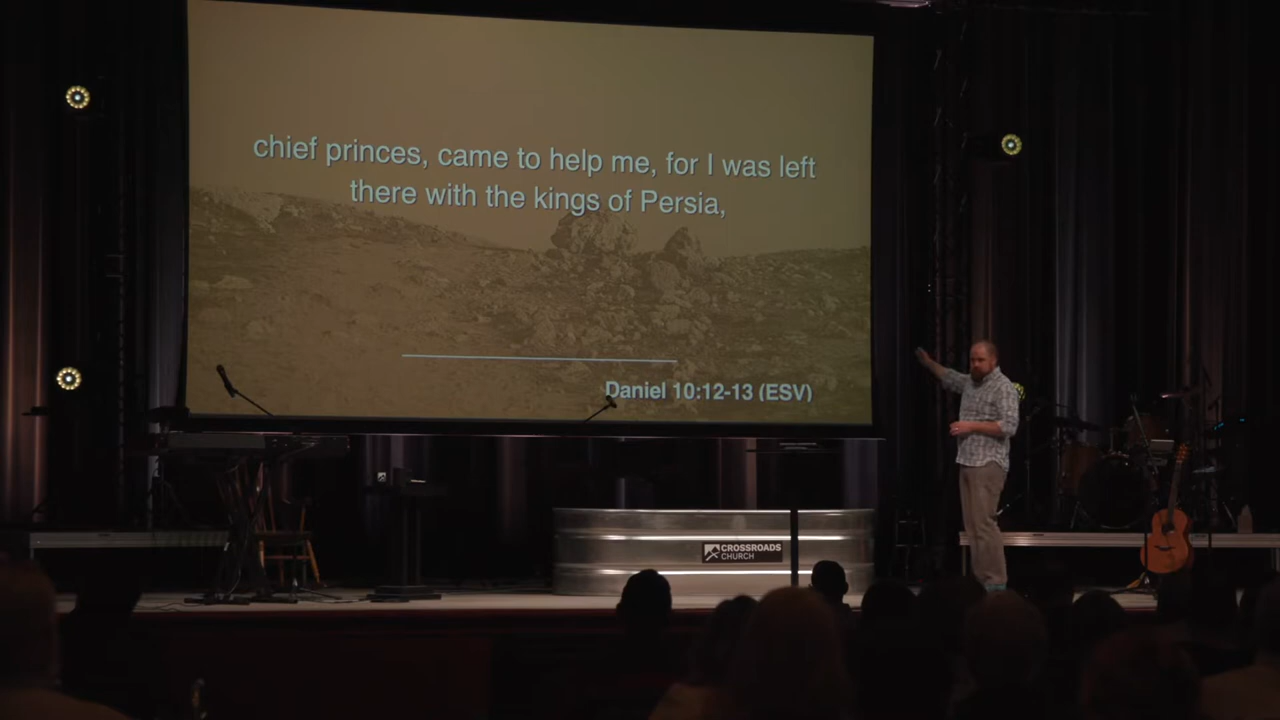 chief princes, came to help me, for I was left
there with the kings of Persia,
Daniel 10:12-13 (ESV)
CROSSROADS
CHURCH